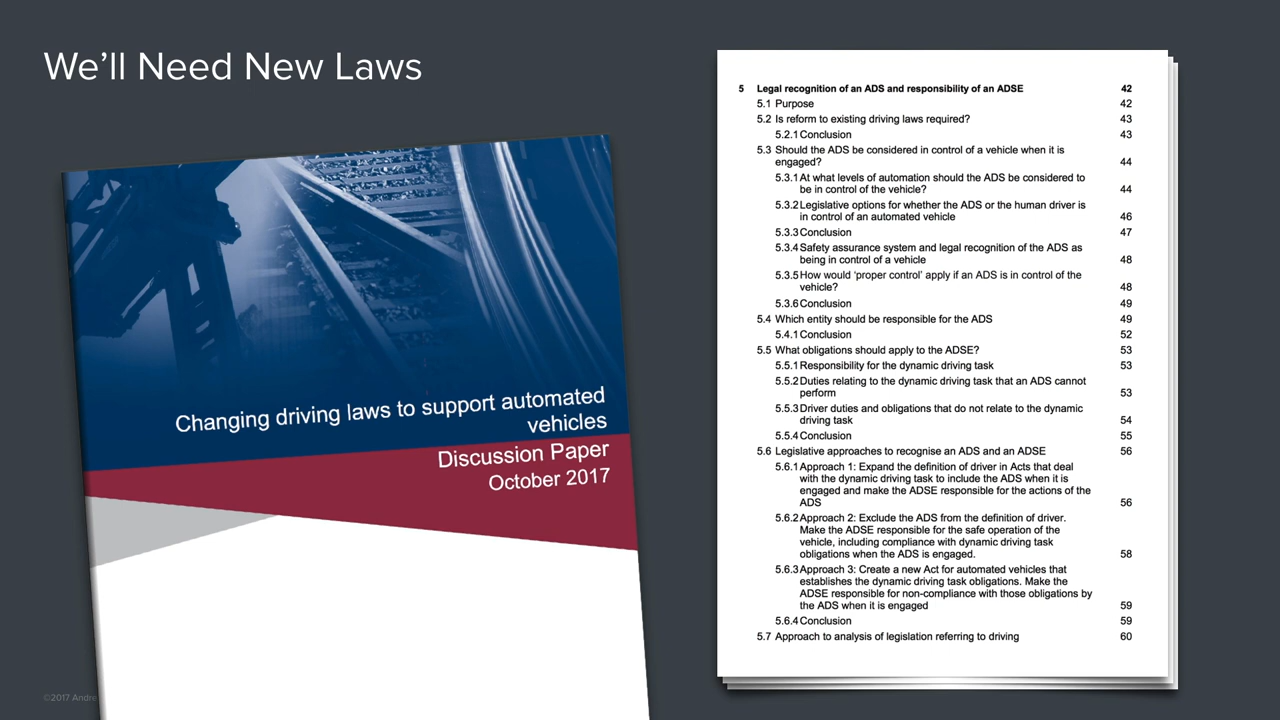 We’ll Need New Laws
Changing driving laws to support automated
vehicles
Discussion Paper
October 2017
©2017 Andre
5 Legal recognition of an ADS and responsibility of an ADSE 42
5.1 Purpose 42
5.2 Is reform to existing driving laws required? 43
5.2.1 Conclusion 43
5.3 Should the ADS be considered in control of a vehicle when it is
engaged? 44
5.3.1 At what levels of automation should the ADS be considered to
be in control of the vehicle? 44
5.3.2 Legislative options for whether the ADS or the human driver is
in control of an automated vehicle 46
5.3.3 Conclusion 47
5.3.4 Safety assurance system and legal recognition of the ADS as
being in control of a vehicle 48
5.3.5 How would ‘proper control’ apply if an ADS is in control of the
vehicle? 48
5.3.6 Conclusion 49
5.4 Which entity should be responsible for the ADS 49
5.4.1 Conclusion 52
5.5 What obligations should apply to the ADSE? 53
5.5.1 Responsibility for the dynamic driving task 53
5.5.2 Duties relating to the dynamic driving task that an ADS cannot
perform 53
5.5.3 Driver duties and obligations that do not relate to the dynamic
driving task 54
5.5.4 Conclusion 55
5.6 Legislative approaches to recognise an ADS and an ADSE 56
5.6.1 Approach 1: Expand the definition of driver in Acts that deal
with the dynamic driving task to include the ADS when it is
engaged and make the ADSE responsible for the actions of the
ADS 56
5.6.2 Approach 2: Exclude the ADS from the definition of driver.
Make the ADSE responsible for the safe operation of the
vehicle, including compliance with dynamic driving task
obligations when the ADS is engaged. 58
5.6.3 Approach 3: Create a new Act for automated vehicles that
establishes the dynamic driving task obligations. Make the
ADSE responsible for non-compliance with those obligations by
the ADS when it is engaged 59
5.6.4 Conclusion 59
5.7 Approach to analysis of legislation referring to driving 60